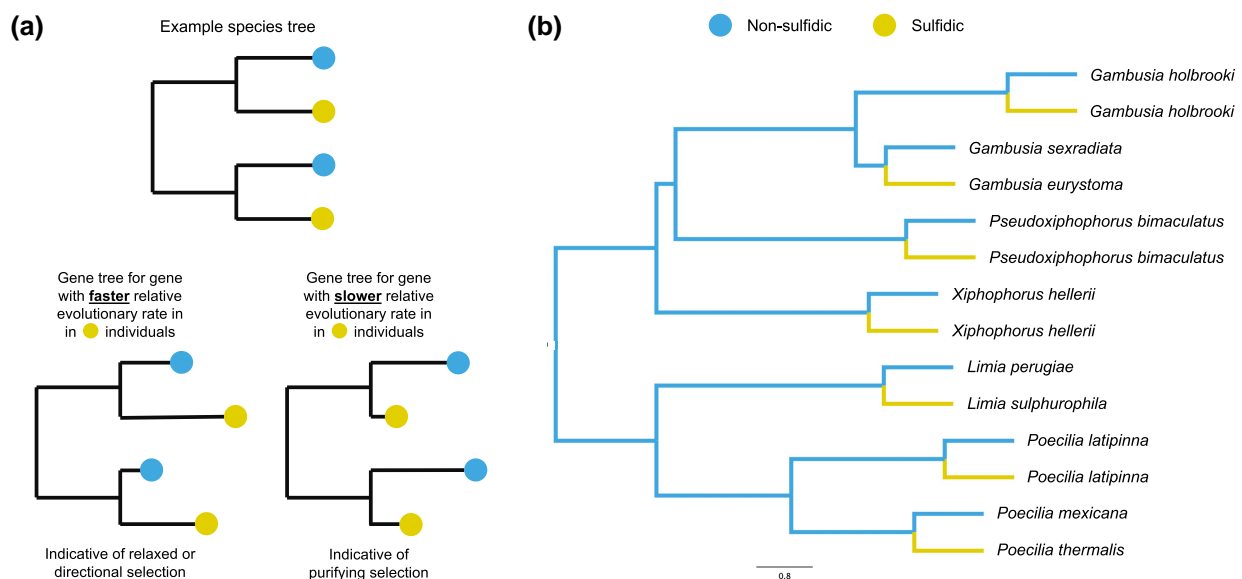 (a)
Example species tree
Gene tree for gene
with faster relative
evolutionary rate in
in individuals
Gene tree for gene
with slower relative
evolutionary rate in
in individuals
Indicative of relaxed or
directional selection
Indicative of
purifying selection
(b)
Non-sulfidic
Sulfidic
Gambusia holbrooki
Gambusia holbrooki
Gambusia sexradiata
Gambusia eurystoma
Pseudoxiphophorus bimaculatus
Pseudoxiphophorus bimaculatus
Xiphophorus hellerii
Xiphophorus hellerii
Limia perugiae
Limia sulphurophila
Poecilia latipinna
Poecilia latipinna
Poecilia mexicana
Poecilia thermalis
0.8